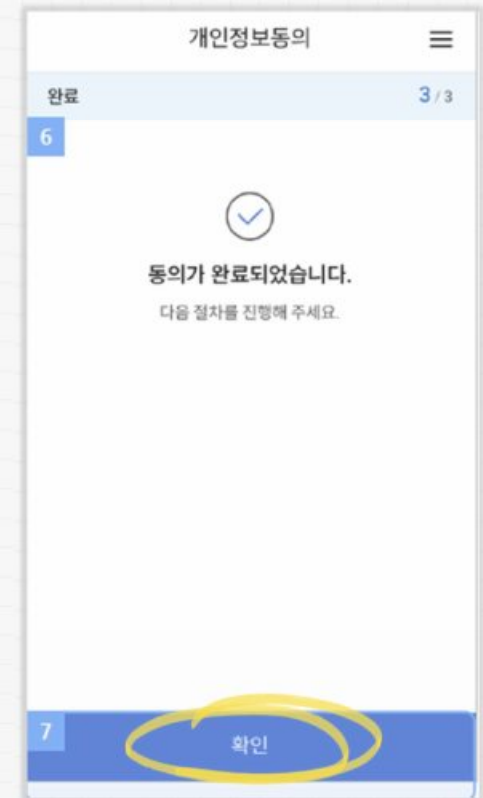 개인정보동의
완료 3 / 3
6
동의가 완료되었습니다.
다음 절차를 진행해 주세요.
7 확인